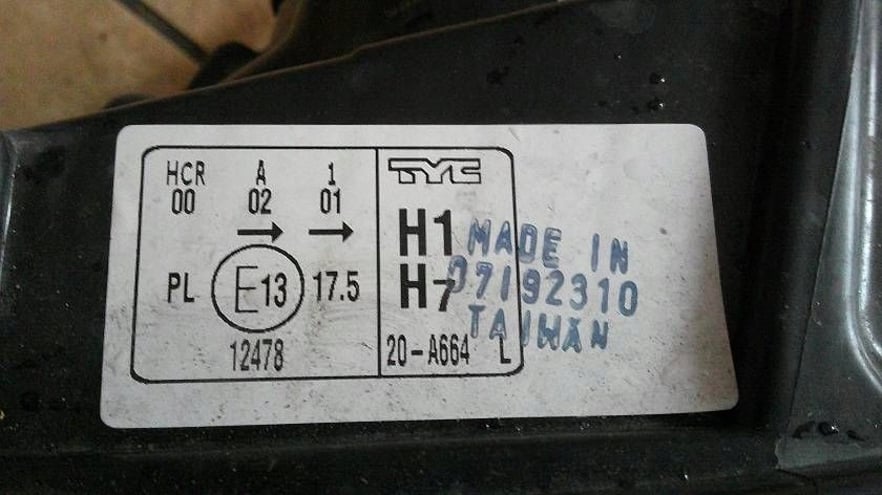 HCR A 1
00 02 01
→ →
PL E13 17.5
12478
TYC
H1
H7
20-A664 L
MADE IN
07192310
TAIWAN